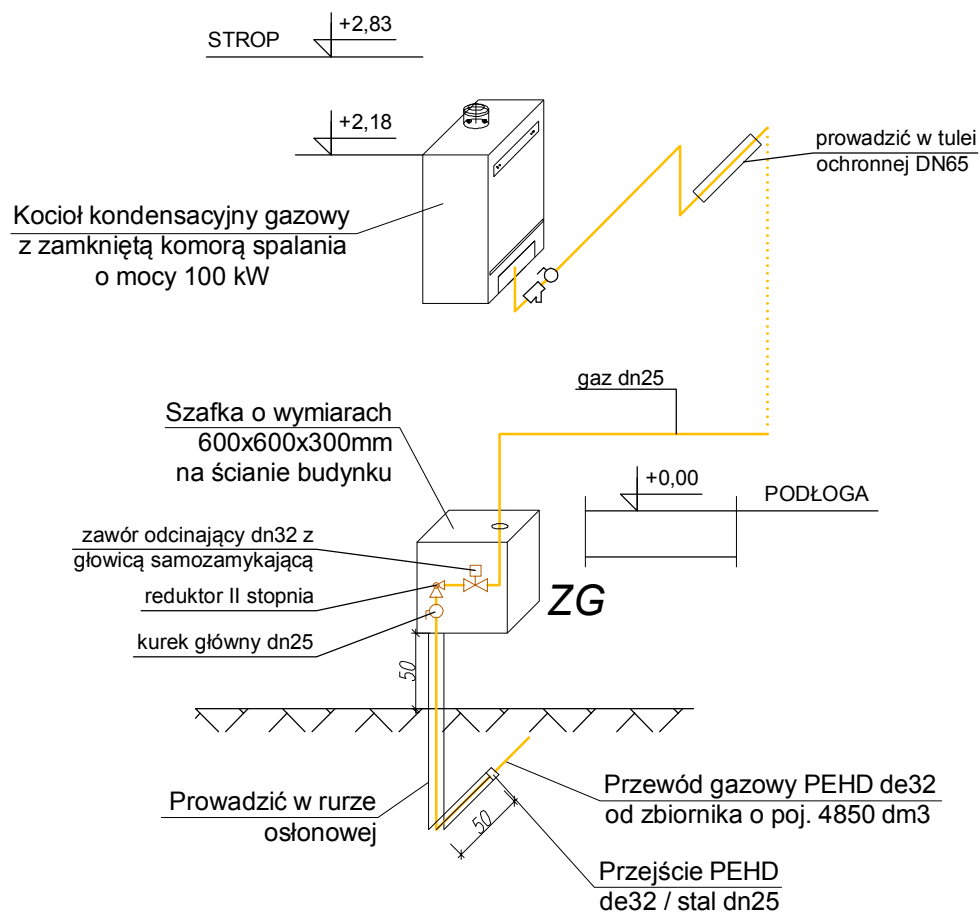 +2,83
STROP
+2,18
prowadzić w tulei
ochronnej DN65
Kocioł kondensacyjny gazowy
z zamkniętą komorą spalania
o mocy 100 kW
gaz dn25
Szafka o wymiarach
600x600x300mm
na ścianie budynku
+0,00
PODŁOGA
zawór odcinający dn32 z
głowicą samozamykającą
reduktor II stopnia
ZG
kurek główny dn25
50
Przewód gazowy PEHD de32
od zbiornika o poj. 4850 dm3
Prowadzić w rurze
osłonowej
50
Przejście PEHD
de32 / stal dn25